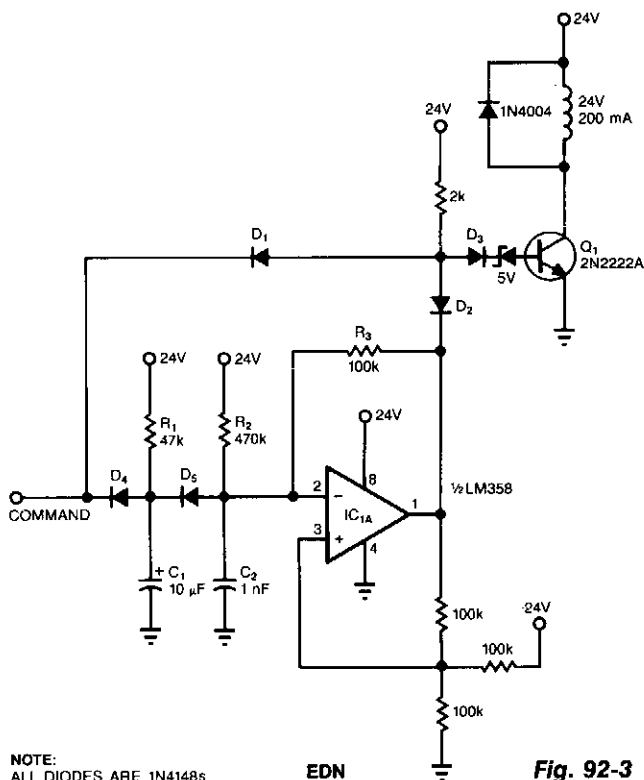 24V
24V
1N4004
24V
200 mA
2k
D1
D3
Q1
2N2222A
5V
D2
R3
100k
24V
24V
24V
R1
47k
R2
470k
D4
D5
8
½LM358
2
−
1
IC1A
COMMAND
3
+
4
+ C1
10 µF
C2
1 nF
100k
24V
100k
100k
NOTE:
ALL DIODES ARE 1N4148s
EDN
Fig. 92-3